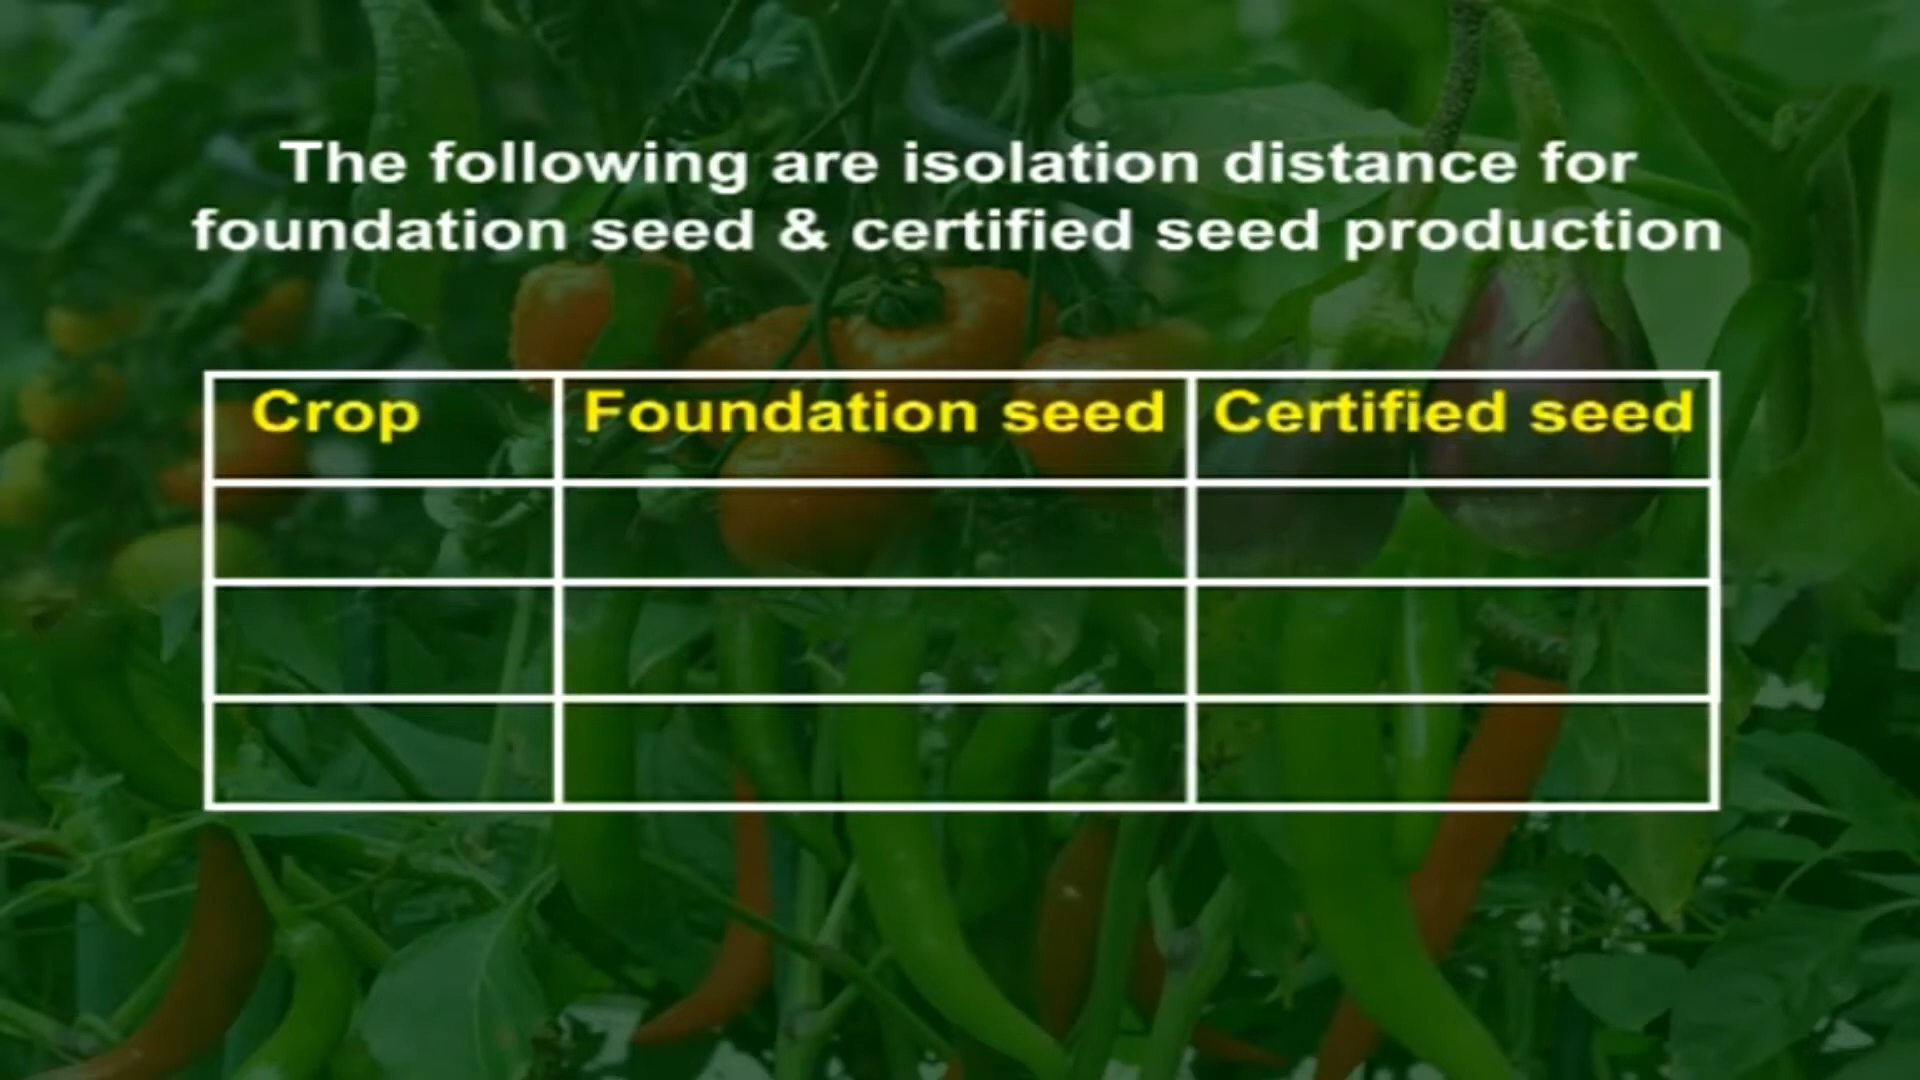 The following are isolation distance for
foundation seed & certified seed production
Crop
Foundation seed
Certified seed